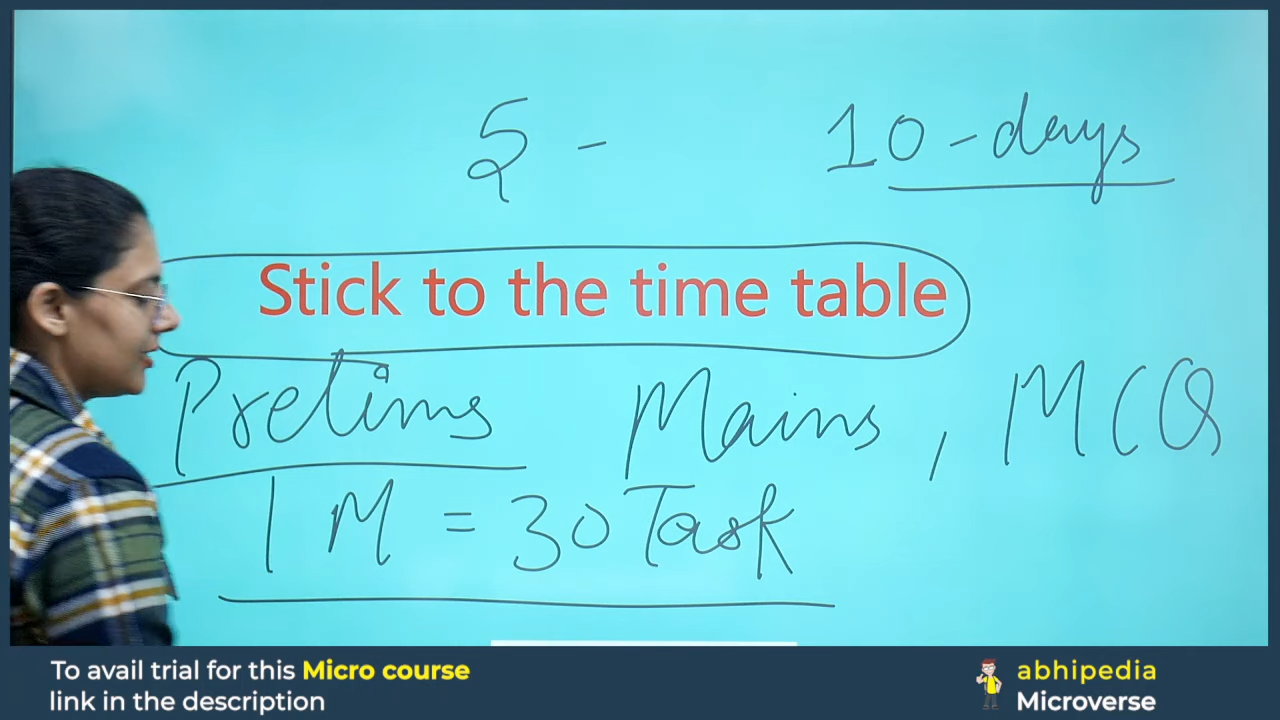 5 - 10-days
Stick to the time table
Prelims Mains, MCQ
1 M = 30 Task
To avail trial for this Micro course
link in the description
abhipedia
Microverse